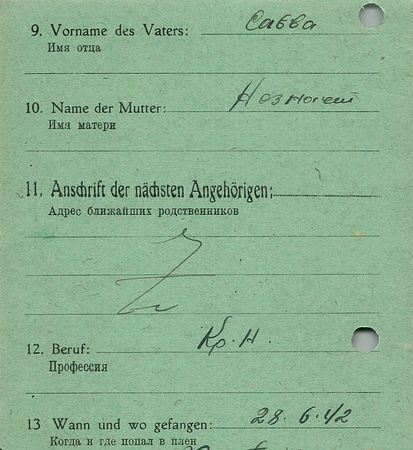 9. Vorname des Vaters: Савва
Имя отца
10. Name der Mutter:
Имя матери
11. Anschrift der nächsten Angehörigen:
Адрес ближайших родственников
12. Beruf: Кр. Н.
Профессия
13 Wann und wo gefangen: 28.6.42
Когда и где попал в плен